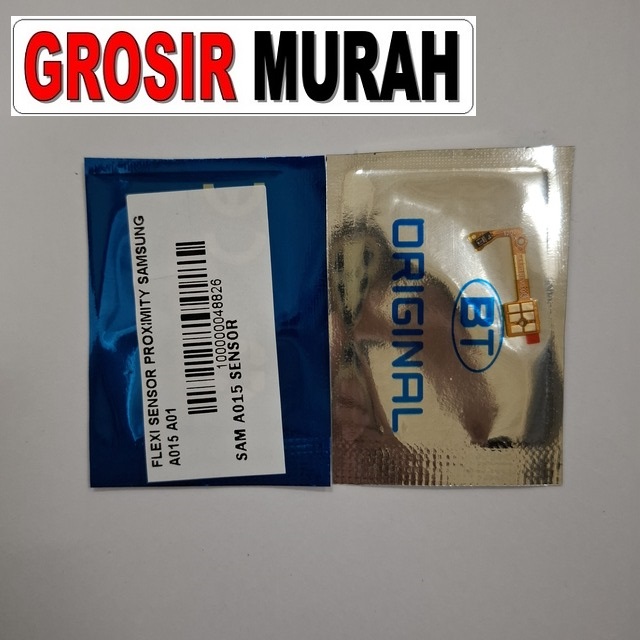 GROSIR MURAH
FLEXI SENSOR PROXIMITY SAMSUNG
A015 A01
100000048826
SAM A015 SENSOR
ORIGINAL
BT